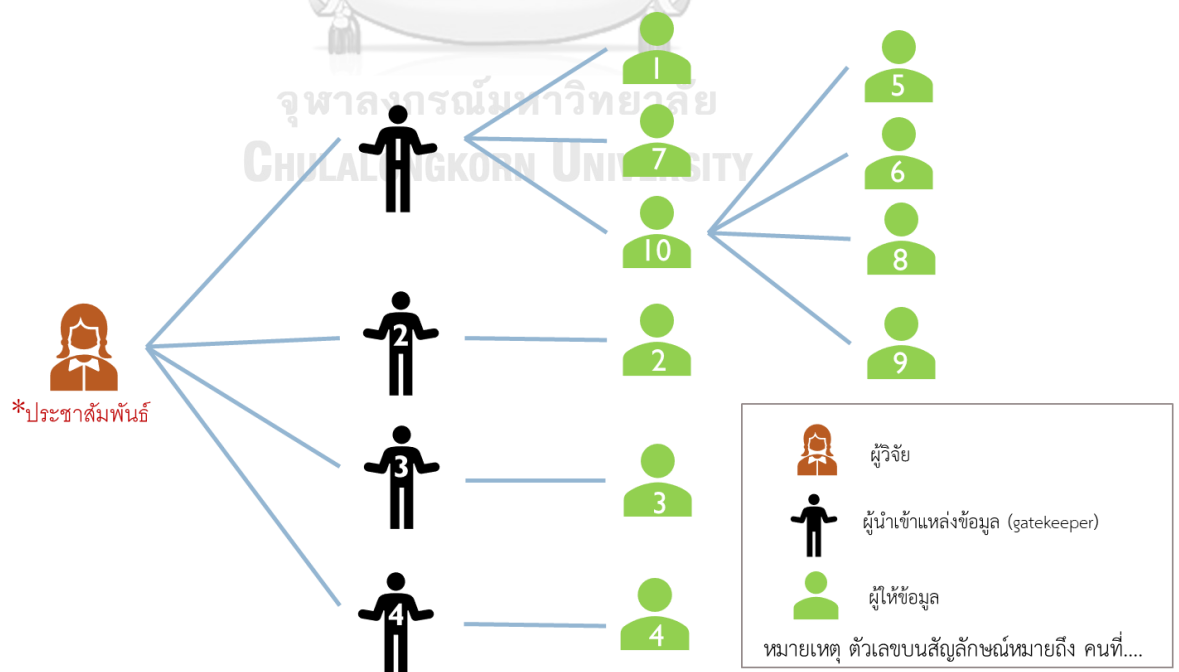 1
5
จุฬาลงกรณ์มหาวิทยาลัย
1
7
6
CHULALONGKORN UNIVERSITY
10
8
2
2
9
*ประชาสัมพันธ์
3
3
ผู้วิจัย
ผู้นำเข้าแหล่งข้อมูล (gatekeeper)
ผู้ให้ข้อมูล
4
4
หมายเหตุ ตัวเลขบนสัญลักษณ์หมายถึง คนที่....